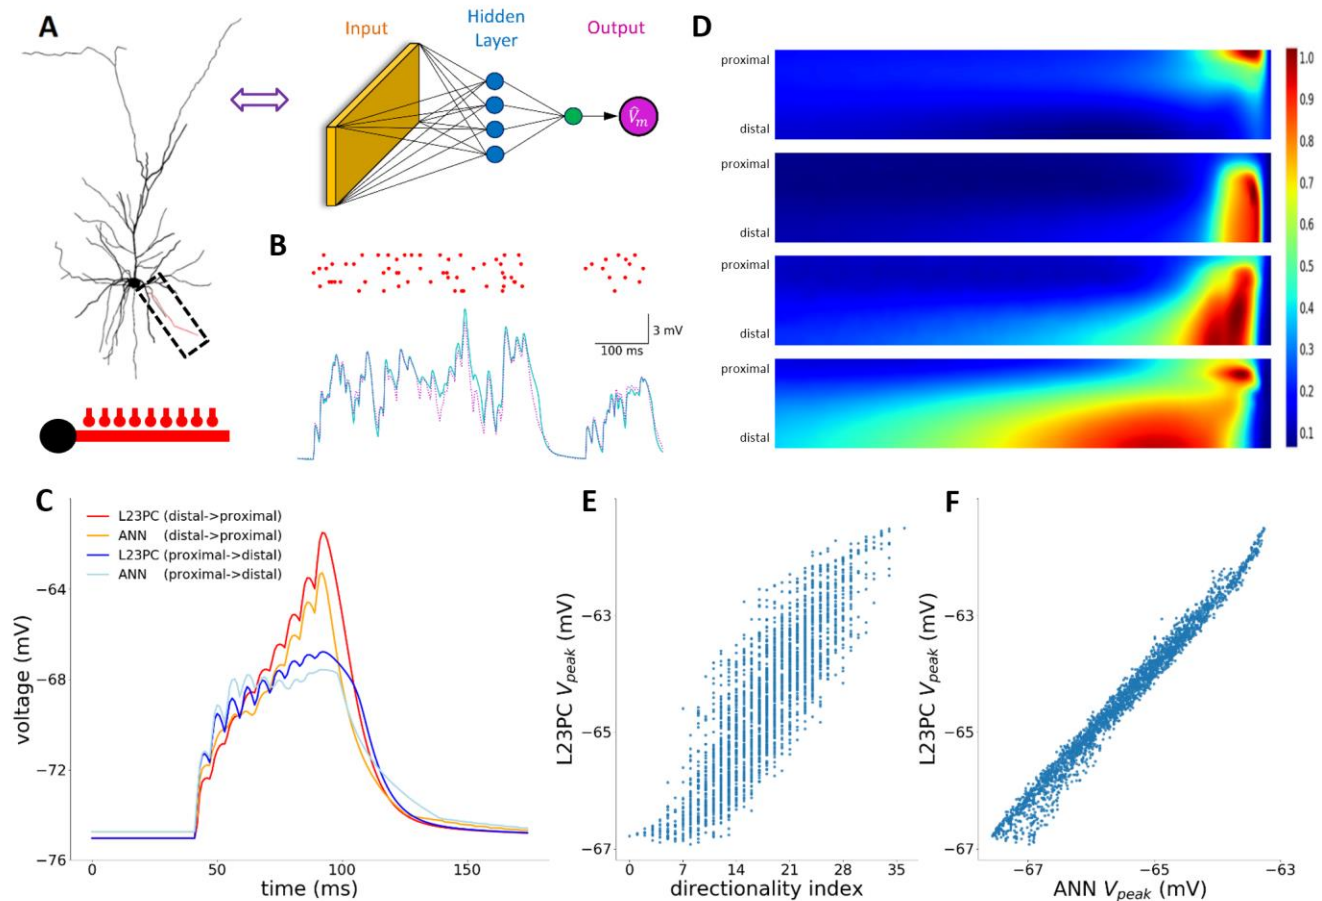 A
Input
Hidden
Layer
Output
V̂m
B
3 mV
100 ms
C
L23PC (distal->proximal)
ANN (distal->proximal)
L23PC (proximal->distal)
ANN (proximal->distal)
voltage (mV)
−64
−68
−72
−76
0
50
100
150
time (ms)
D
proximal
distal
proximal
distal
proximal
distal
proximal
distal
1.0
0.9
0.8
0.7
0.6
0.5
0.4
0.3
0.2
0.1
E
L23PC Vpeak (mV)
−63
−65
−67
0
7
14
21
28
35
directionality index
F
L23PC Vpeak (mV)
−63
−65
−67
−67
−65
−63
ANN Vpeak (mV)